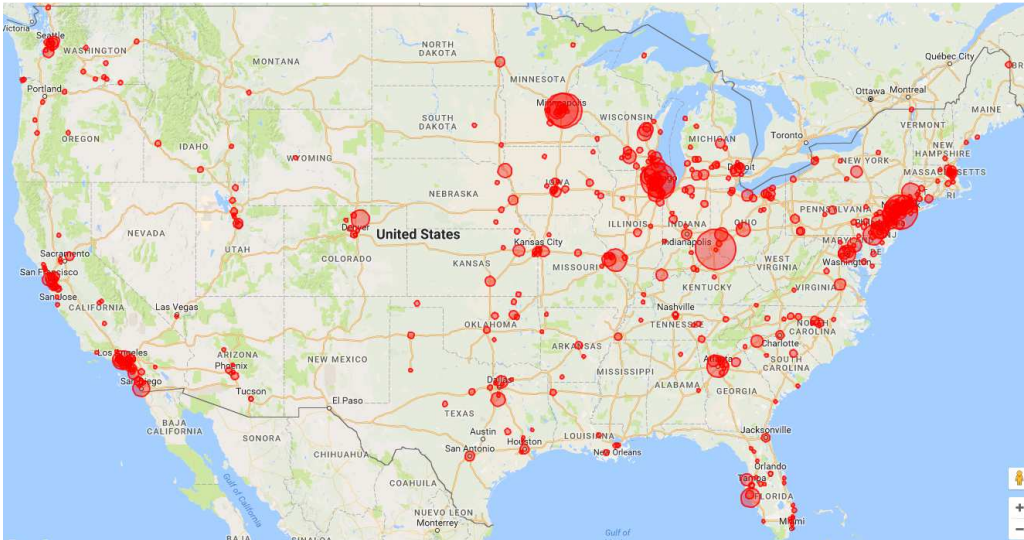 Victoria
Seattle
WASHINGTON
Portland
OREGON
IDAHO
MONTANA
NORTH
DAKOTA
SOUTH
DAKOTA
MINNESOTA
WISCONSIN
MICHIGAN
Toronto
Ottawa
Montreal
Québec City
MAINE
VERMONT
NEW
HAMPSHIRE
MASSACHUSETTS
RI
NEW YORK
PENNSYLVANIA
NJ
MARYLAND
DE
Washington
WEST
VIRGINIA
VIRGINIA
OHIO
INDIANA
Indianapolis
ILLINOIS
IOWA
NEBRASKA
WYOMING
NEVADA
UTAH
COLORADO
Denver
United States
KANSAS
Kansas City
MISSOURI
KENTUCKY
Nashville
TENNESSEE
NORTH
CAROLINA
Charlotte
SOUTH
CAROLINA
Atlanta
GEORGIA
ALABAMA
MISSISSIPPI
ARKANSAS
OKLAHOMA
Sacramento
San Francisco
San Jose
CALIFORNIA
Las Vegas
Los Angeles
San Diego
ARIZONA
Phoenix
Tucson
NEW MEXICO
El Paso
Dallas
TEXAS
Austin
San Antonio
Houston
LOUISIANA
New Orleans
Jacksonville
Orlando
Tampa
FLORIDA
Miami
BAJA
CALIFORNIA
SONORA
CHIHUAHUA
COAHUILA
NUEVO LEON
Monterrey
Gulf of California
Gulf of
BAJA